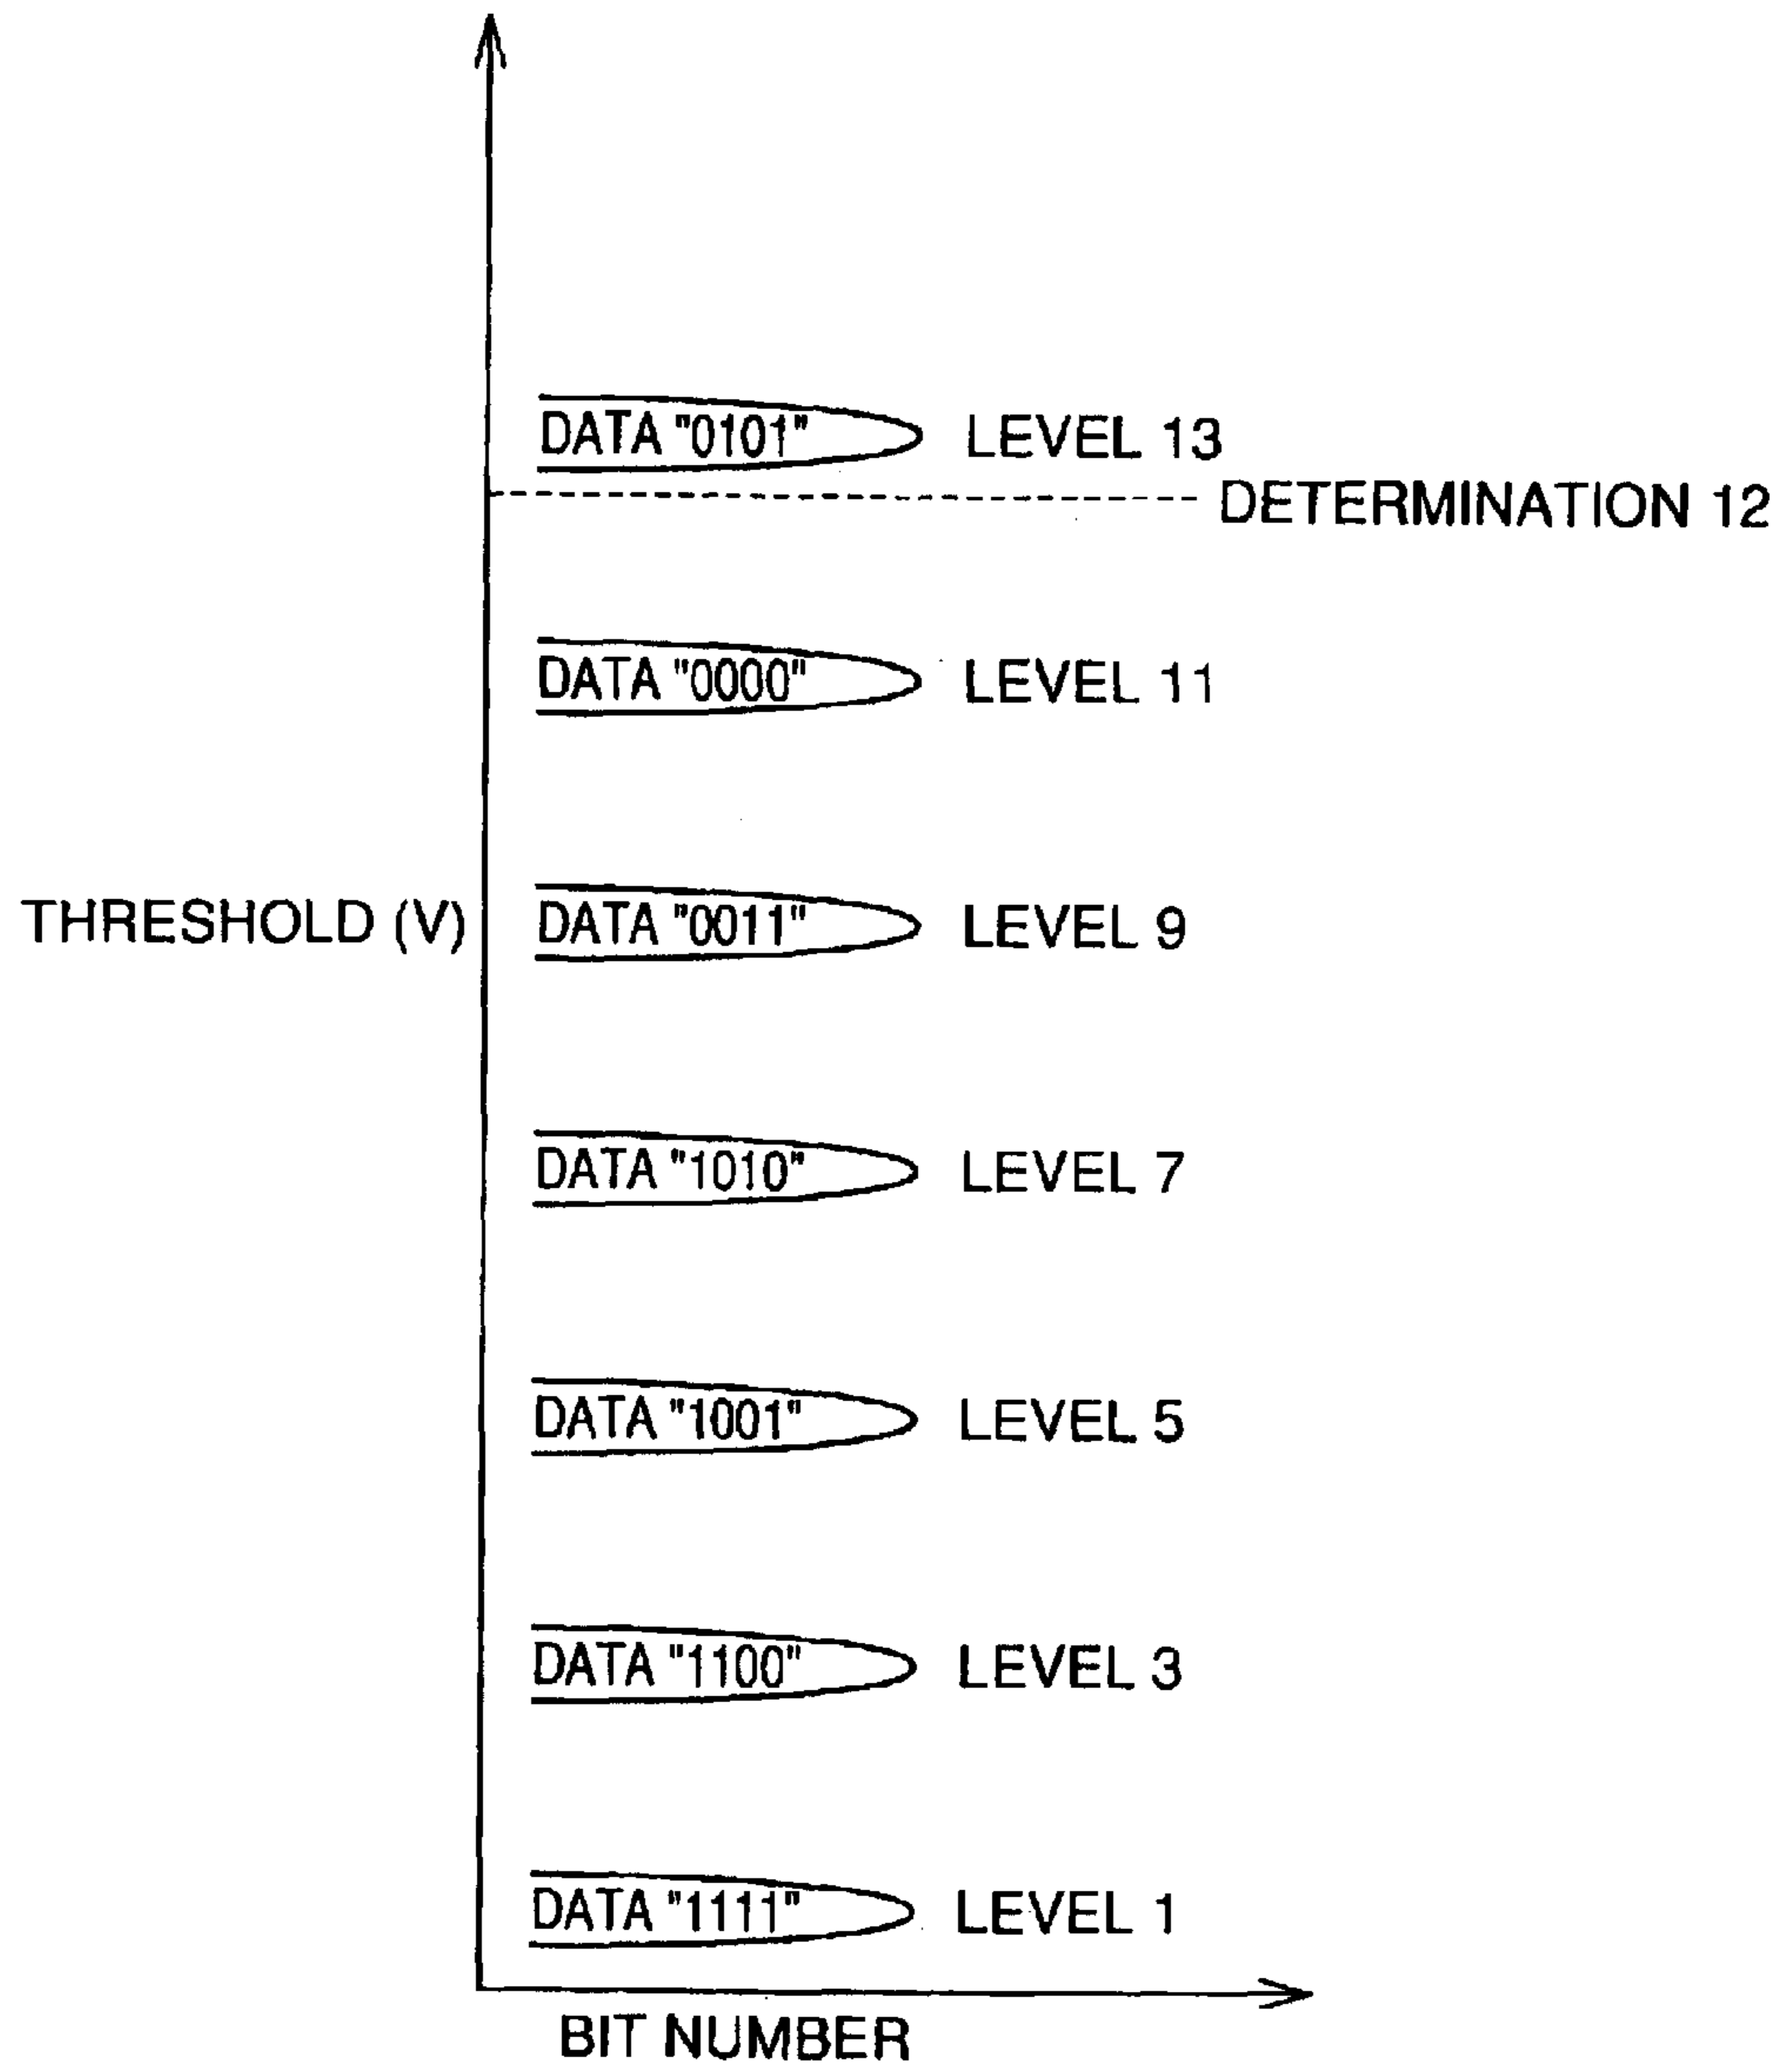 DATA "0101" LEVEL 13
DETERMINATION 12
DATA "0000" LEVEL 11
THRESHOLD (V) DATA "0011" LEVEL 9
DATA "1010" LEVEL 7
DATA "1001" LEVEL 5
DATA "1100" LEVEL 3
DATA "1111" LEVEL 1
BIT NUMBER